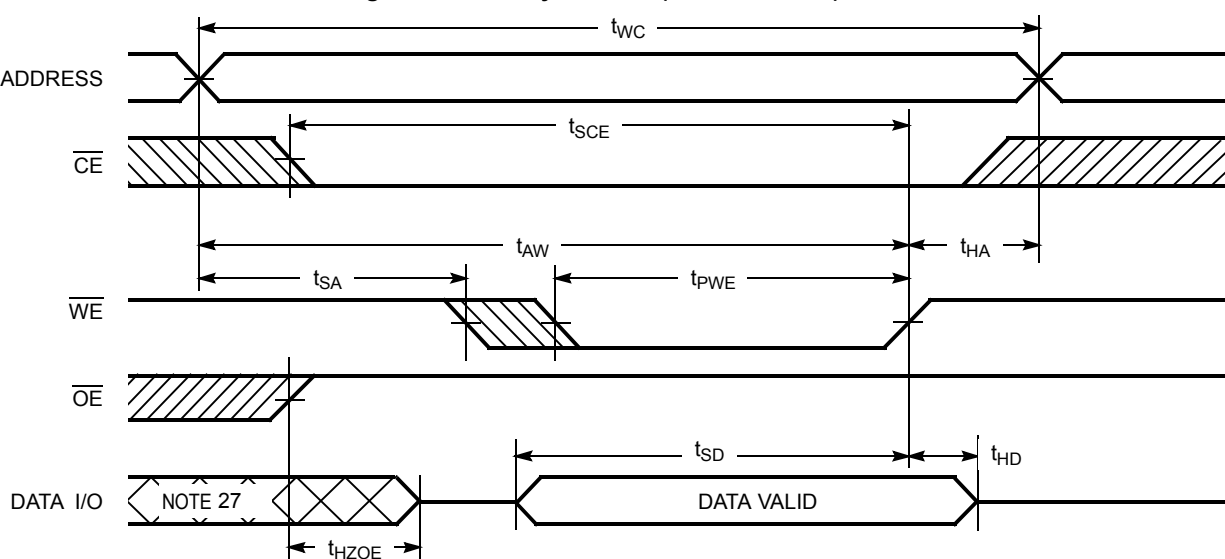 tWC
ADDRESS
tSCE
CE
tAW
tHA
tSA
tPWE
WE
OE
tSD
tHD
DATA I/O
NOTE 27
DATA VALID
tHZOE